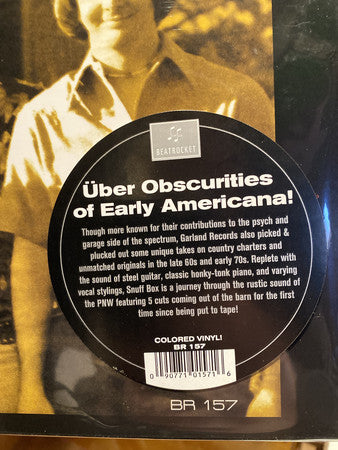 BEATROCKET
Über Obscurities
of Early Americana!
Though more known for their contributions to the psych and
garage side of the spectrum, Garland Records also picked &
plucked out some unique takes on country charters and
unmatched originals in the late 60s and early 70s. Replete with
the sound of steel guitar, classic honky-tonk piano, and varying
vocal stylings, Snuff Box is a journey through the rustic sound of
the PNW featuring 5 cuts coming out of the barn for the first
time since being put to tape!
COLORED VINYL!
BR 157
0 90771 01571 6
BR 157